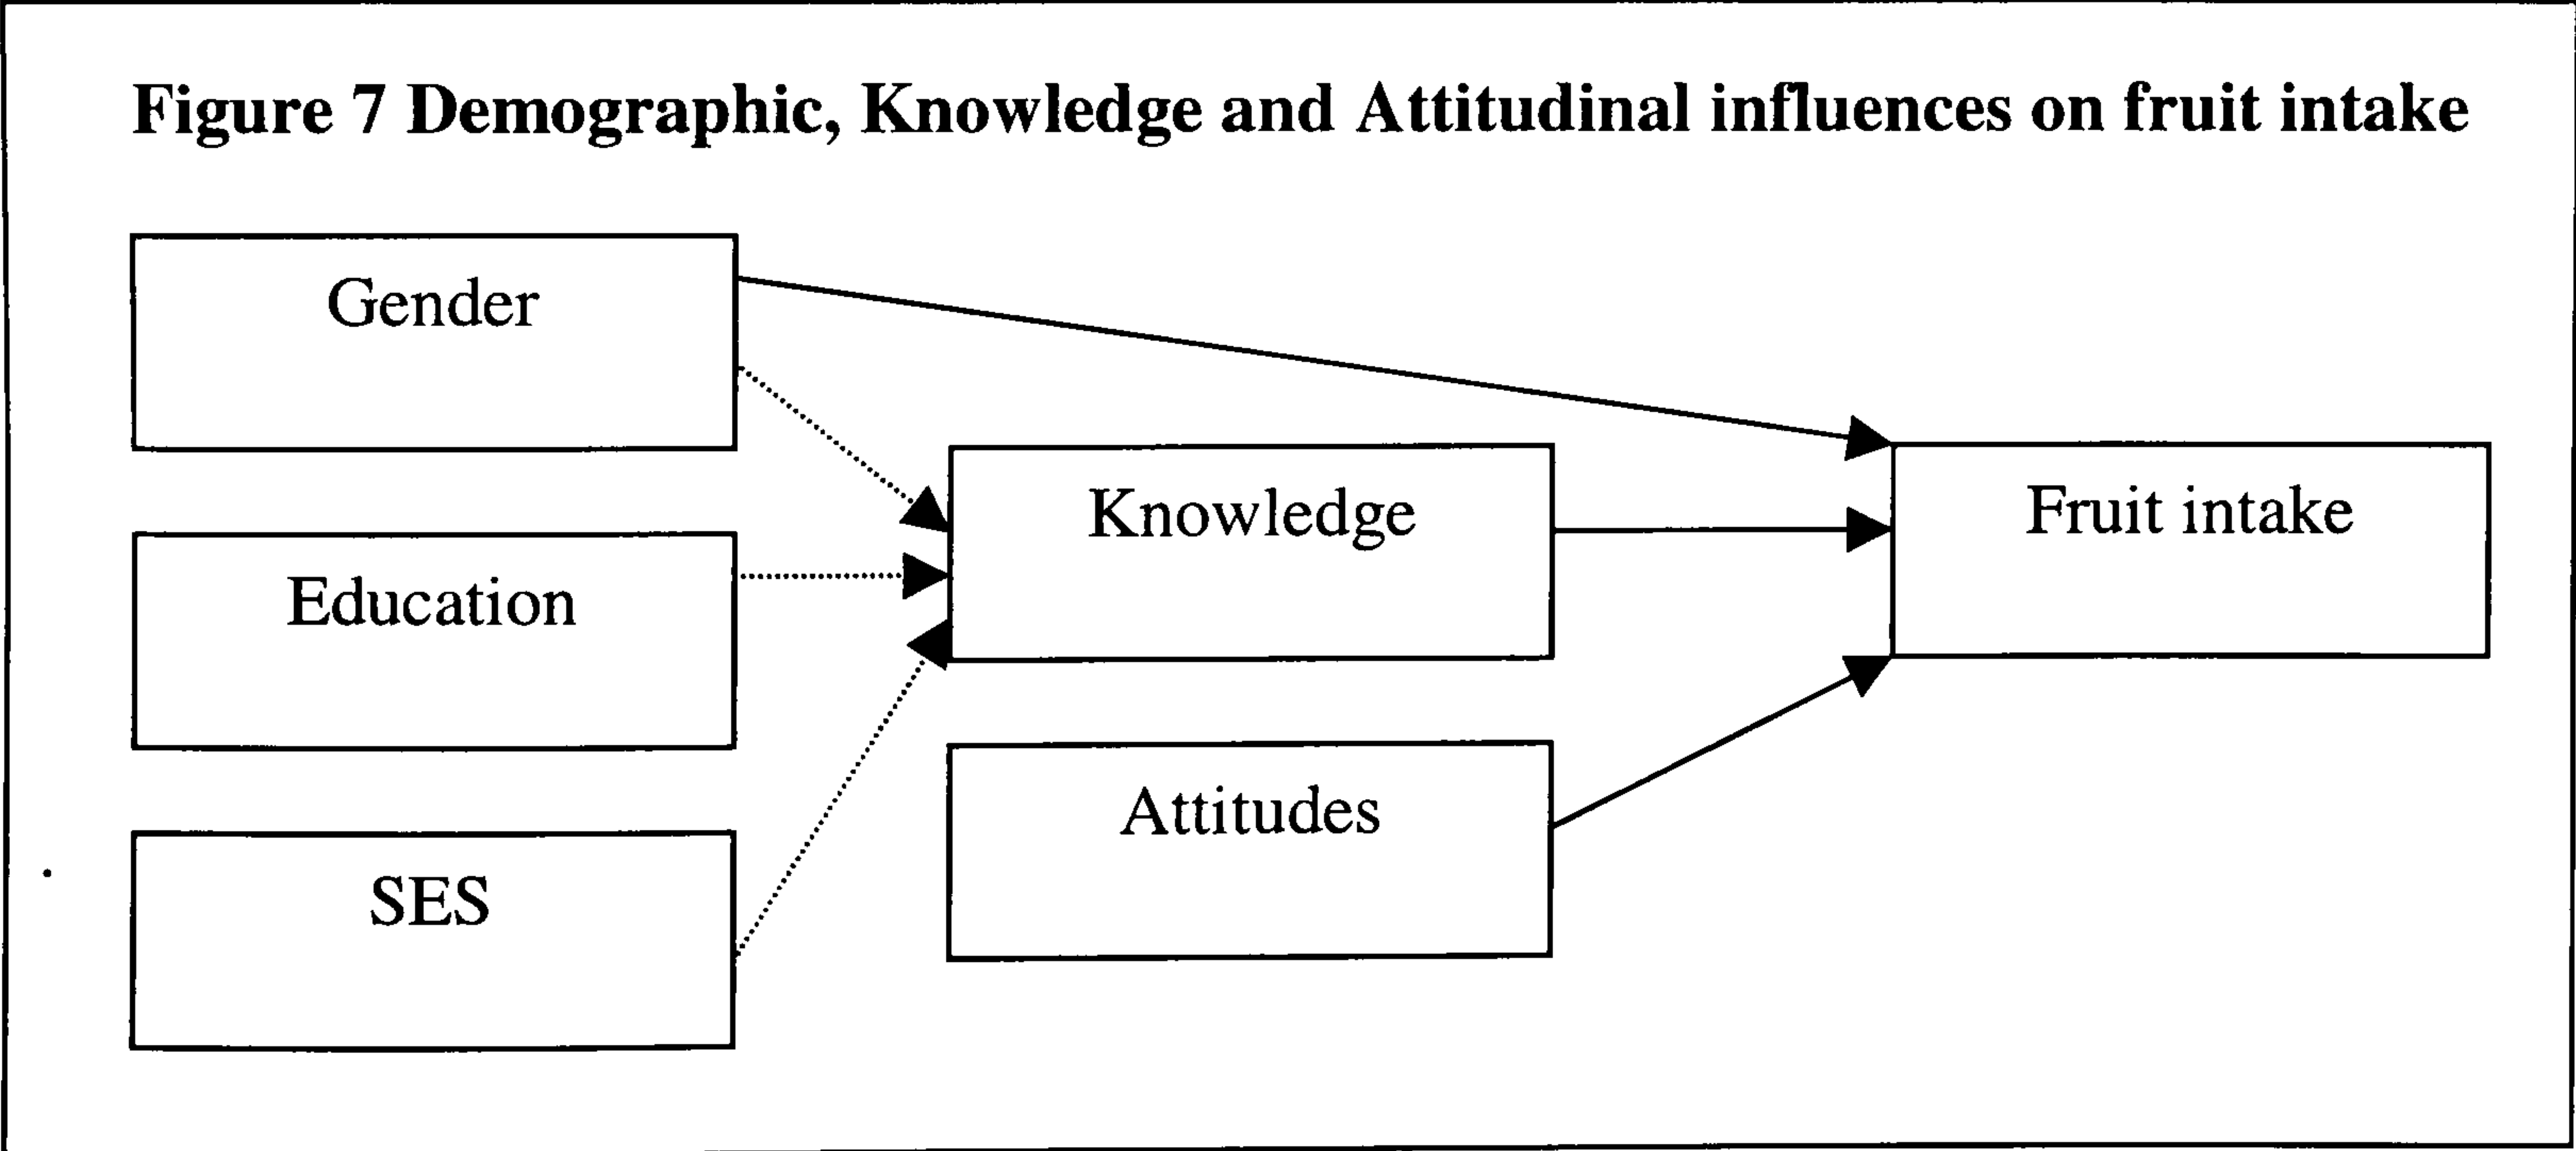 Figure 7 Demographic, Knowledge and Attitudinal influences on fruit intake
Gender
Education
SES
Knowledge
Attitudes
Fruit intake